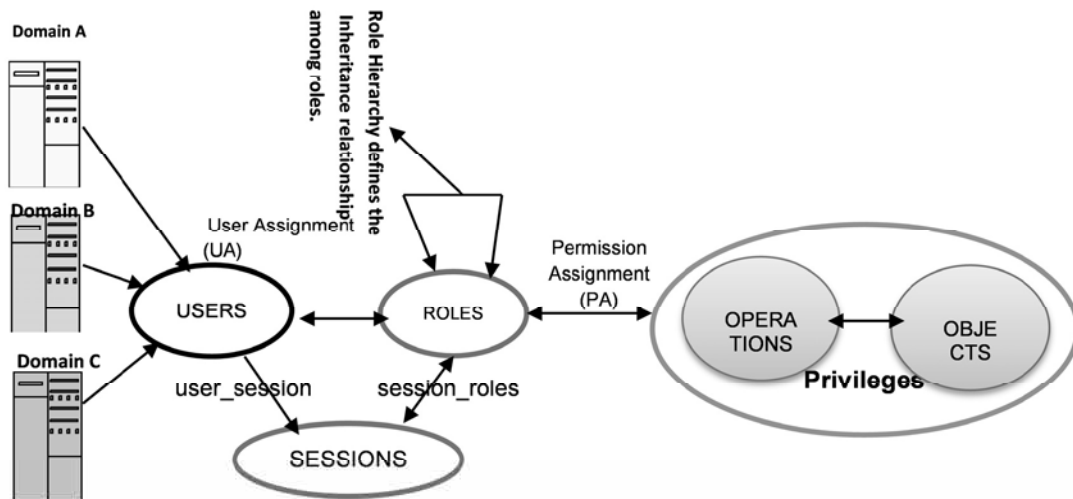 Domain A
Role Hierarchy defines the
Inheritance relationship
among roles.
Domain B
User Assignment
(UA)
Permission
Assignment
(PA)
USERS
ROLES
OPERA
TIONS
OBJE
CTS
Privileges
Domain C
user_session
session_roles
SESSIONS